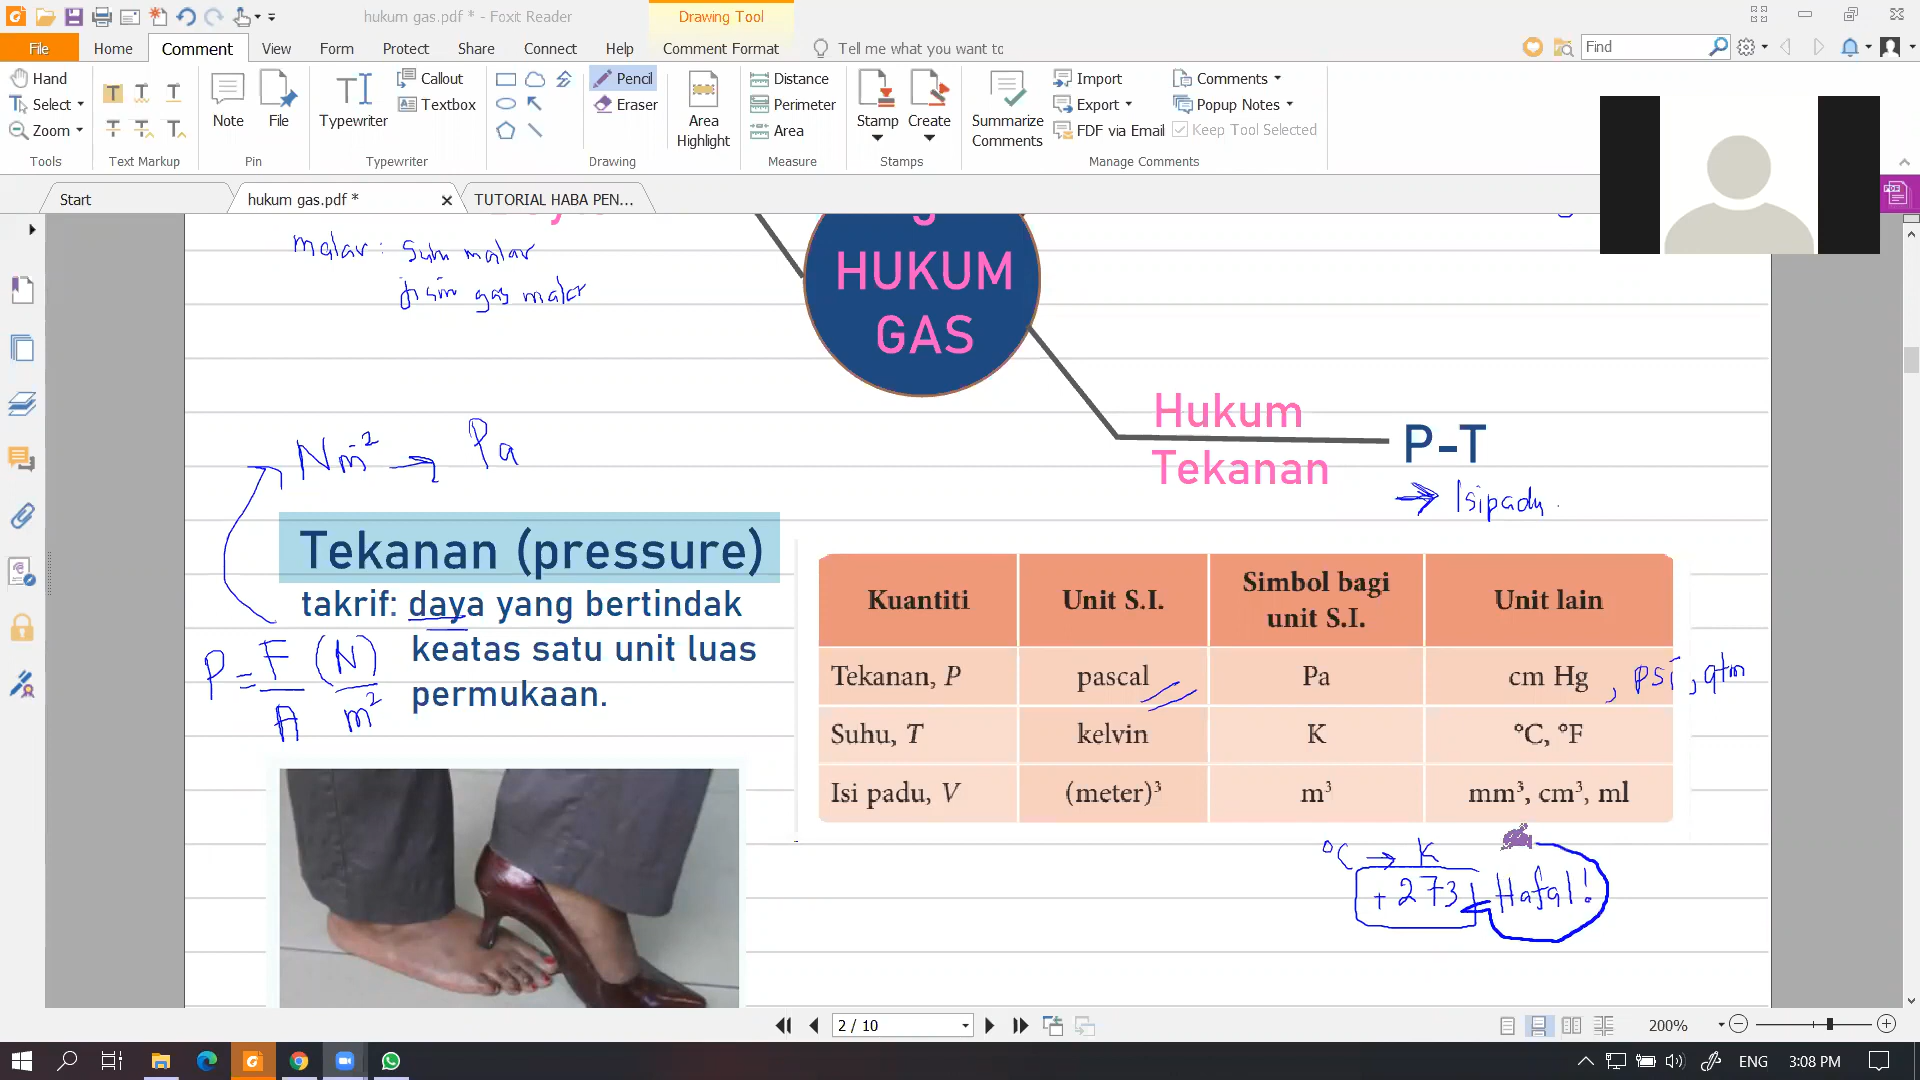 hukum gas.pdf * - Foxit Reader
Drawing Tool
File Home Comment View Form Protect Share Connect Help Comment Format Tell me what you want to Find
Hand
Select
Zoom
Tools
Text Markup
Note File
Pin
Typewriter
Callout
Textbox
Typewriter
Pencil
Eraser
Area
Highlight
Drawing
Distance
Perimeter
Area
Measure
Stamp Create
Stamps
Summarize
Comments
Import
Export
FDF via Email
Comments
Popup Notes
Keep Tool Selected
Manage Comments
Start hukum gas.pdf * TUTORIAL HABA PEN...
malar: Suhu malar
jisim gas malar
HUKUM
GAS
Hukum
Tekanan
P-T
→ Isipadu
Nm⁻² → Pa
Tekanan (pressure)
takrif: daya yang bertindak
keatas satu unit luas
permukaan.
P = F (N)
A m²
Kuantiti Unit S.I. Simbol bagi unit S.I. Unit lain
Tekanan, P pascal Pa cm Hg , psi, atm
Suhu, T kelvin K °C, °F
Isi padu, V (meter)³ m³ mm³, cm³, ml
°C → K
+ 273 Hafal!
2 / 10
200%
ENG 3:08 PM